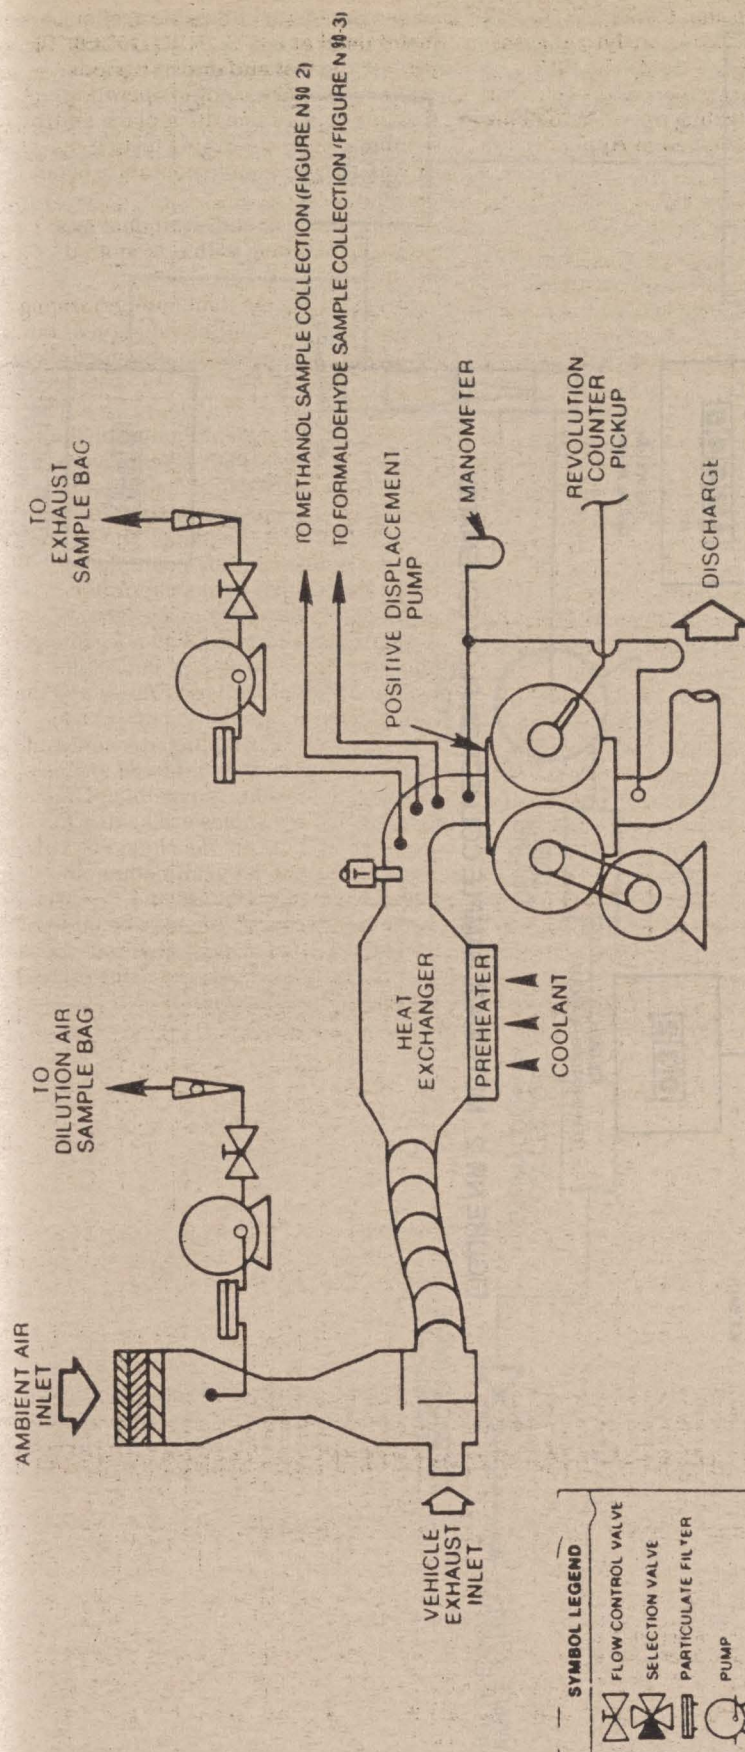 AMBIENT AIR
INLET
TO
DILUTION AIR
SAMPLE BAG
TO
EXHAUST
SAMPLE BAG
TO METHANOL SAMPLE COLLECTION (FIGURE N90 2)
TO FORMALDEHYDE SAMPLE COLLECTION (FIGURE N90-3)
VEHICLE
EXHAUST
INLET
HEAT
EXCHANGER
PREHEATER
COOLANT
T
POSITIVE DISPLACEMENT
PUMP
MANOMETER
REVOLUTION
COUNTER
PICKUP
DISCHARGE
SYMBOL LEGEND
FLOW CONTROL VALVE
SELECTION VALVE
PARTICULATE FILTER
PUMP